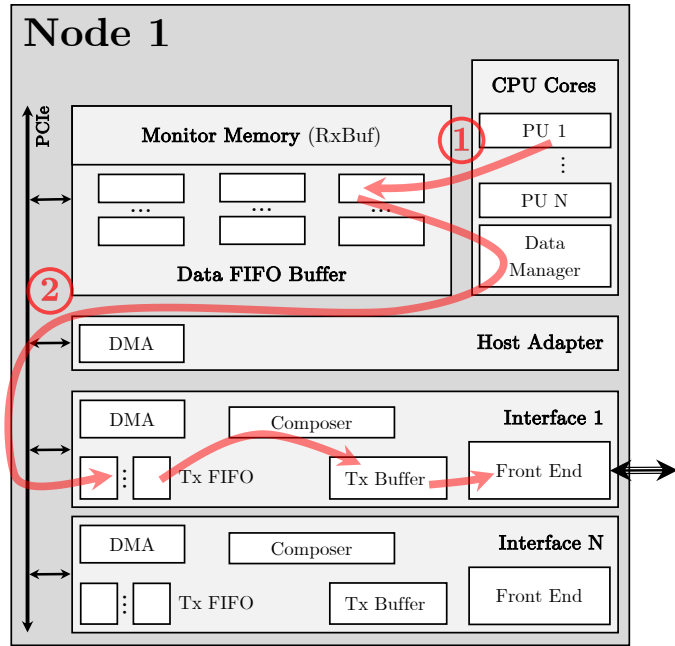 Node 1
CPU Cores
PCIe
Monitor Memory (RxBuf)
1
PU 1
⋮
...
...
...
PU N
Data
Manager
Data FIFO Buffer
2
DMA
Host Adapter
DMA
Composer
Interface 1
⋮
Tx FIFO
Tx Buffer
Front End
DMA
Composer
Interface N
⋮
Tx FIFO
Tx Buffer
Front End